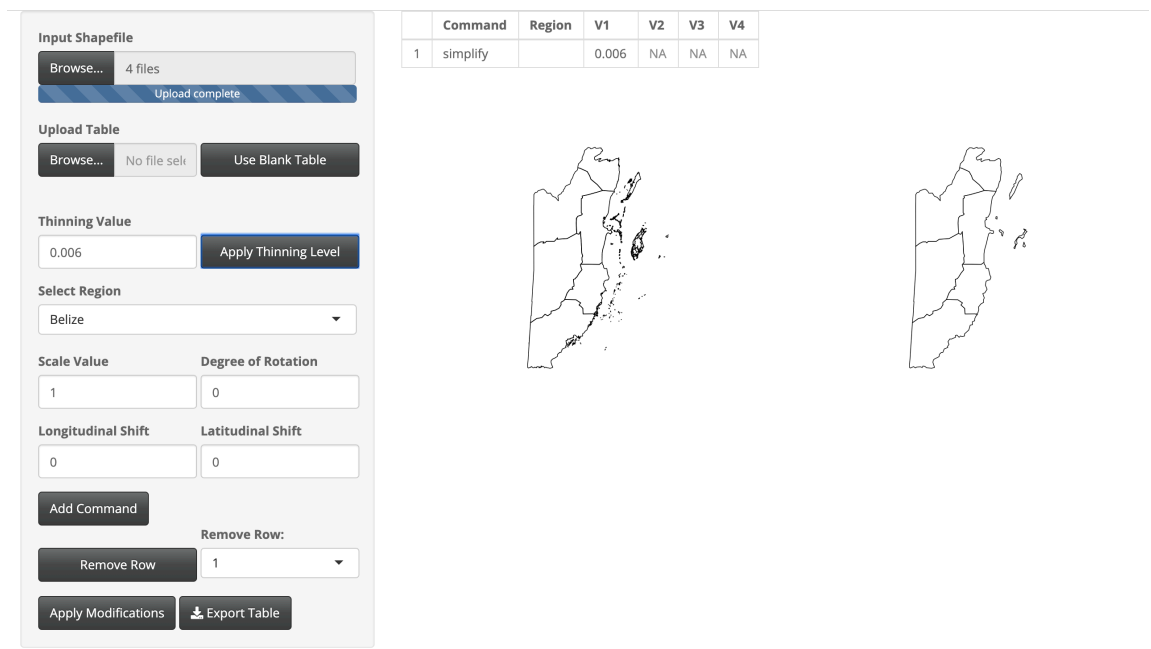 Input Shapefile
Browse... 4 files
Upload complete
Upload Table
Browse... No file sele Use Blank Table
Thinning Value
0.006 Apply Thinning Level
Select Region
Belize
Scale Value Degree of Rotation
1 0
Longitudinal Shift Latitudinal Shift
0 0
Add Command
Remove Row:
Remove Row 1
Apply Modifications Export Table
Command Region V1 V2 V3 V4
1 simplify 0.006 NA NA NA